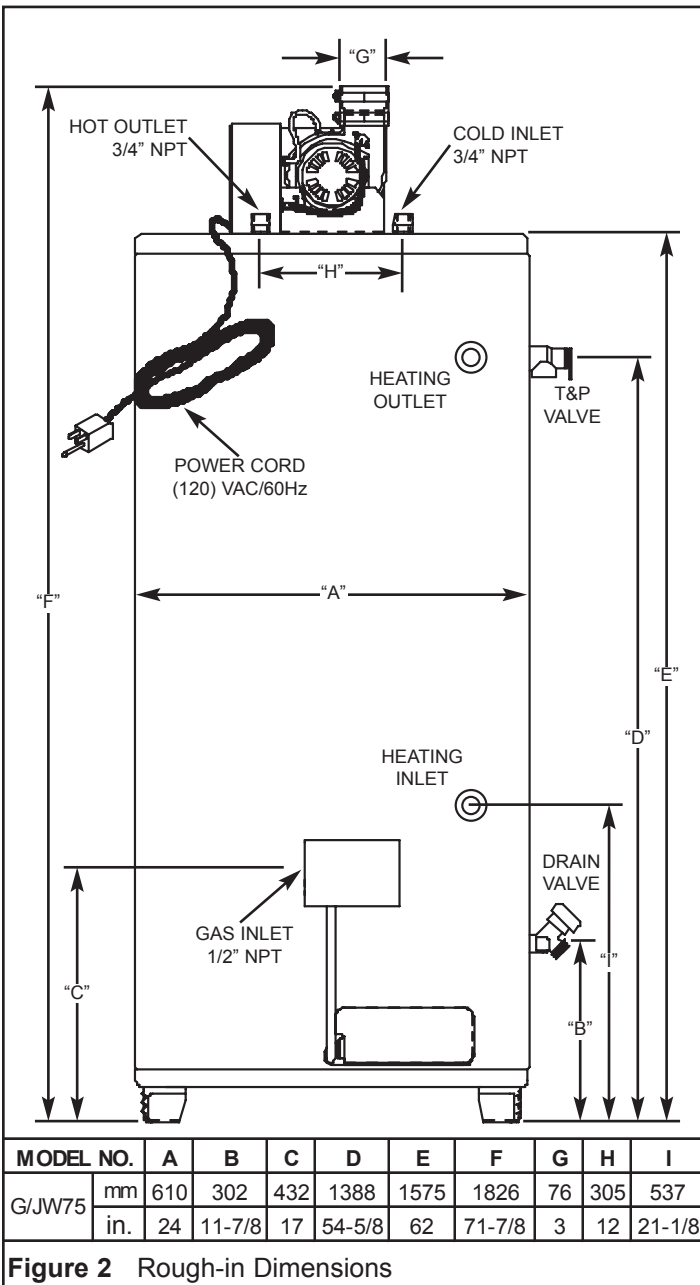 “G”
HOT OUTLET
3/4” NPT
COLD INLET
3/4” NPT
“H”
HEATING
OUTLET
T&P
VALVE
POWER CORD
(120) VAC/60Hz
“F”
“A”
“E”
“D”
HEATING
INLET
DRAIN
VALVE
GAS INLET
1/2” NPT
“I”
“C”
“B”
MODEL NO. A B C D E F G H I
G/JW75 mm 610 302 432 1388 1575 1826 76 305 537
in. 24 11-7/8 17 54-5/8 62 71-7/8 3 12 21-1/8
Figure 2 Rough-in Dimensions